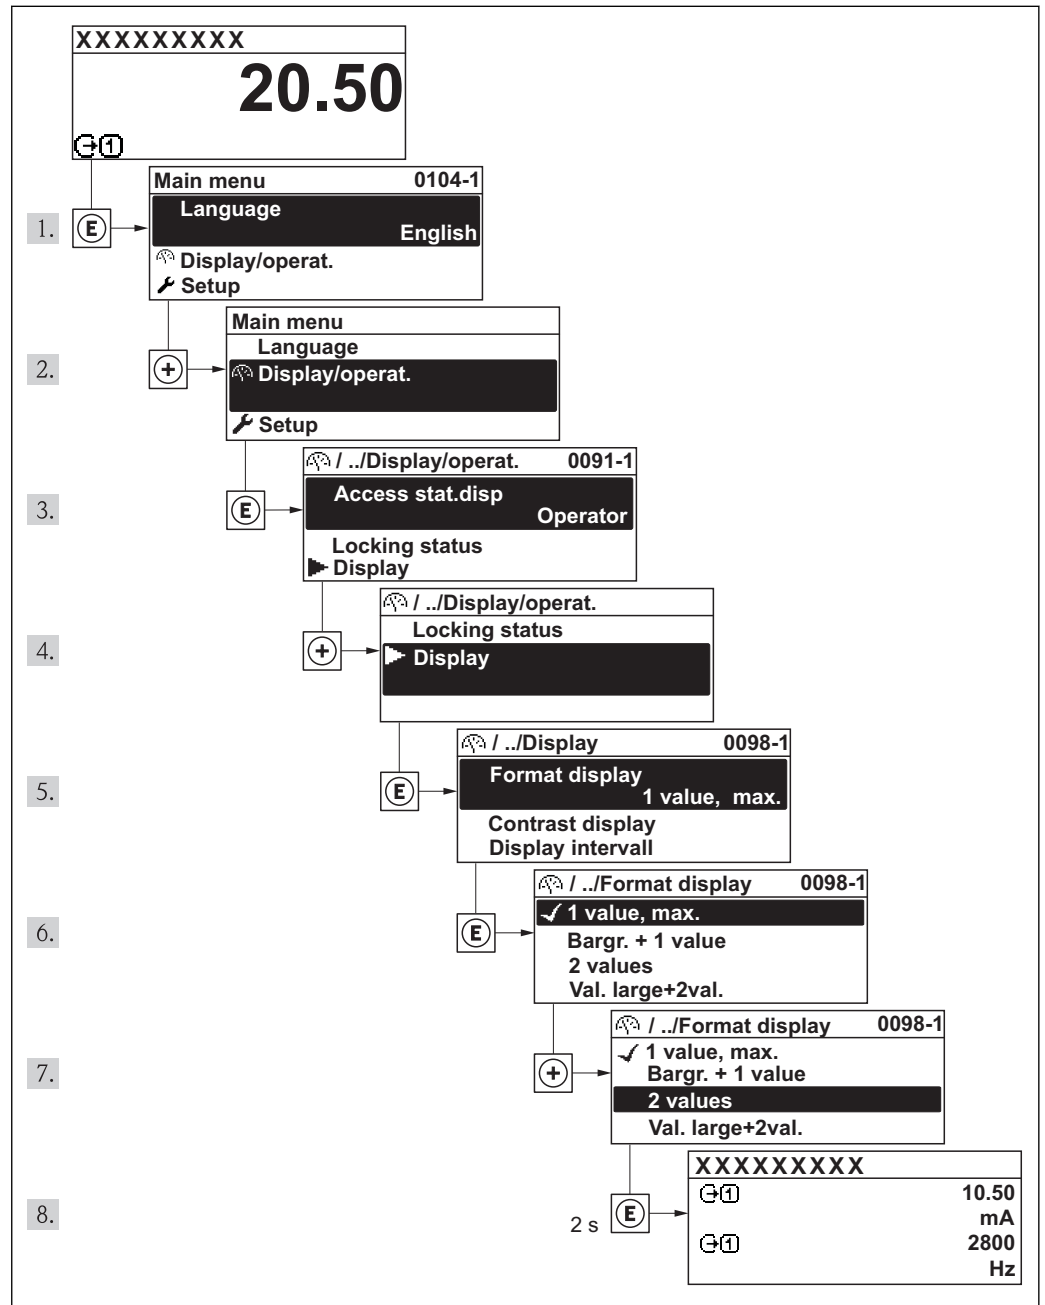 XXXXXXXXX
20.50
1
Main menu 0104-1
Language
English
Display/operat.
Setup
1. E
Main menu
Language
Display/operat.
Setup
2. +
/ ../Display/operat. 0091-1
Access stat.disp
Operator
Locking status
Display
3. E
/ ../Display/operat.
Locking status
Display
4. +
/ ../Display 0098-1
Format display
1 value, max.
Contrast display
Display intervall
5. E
/ ../Format display 0098-1
1 value, max.
Bargr. + 1 value
2 values
Val. large+2val.
6. E
/ ../Format display 0098-1
1 value, max.
Bargr. + 1 value
2 values
Val. large+2val.
7. +
XXXXXXXXX
1 10.50
mA
1 2800
Hz
8. 2 s E